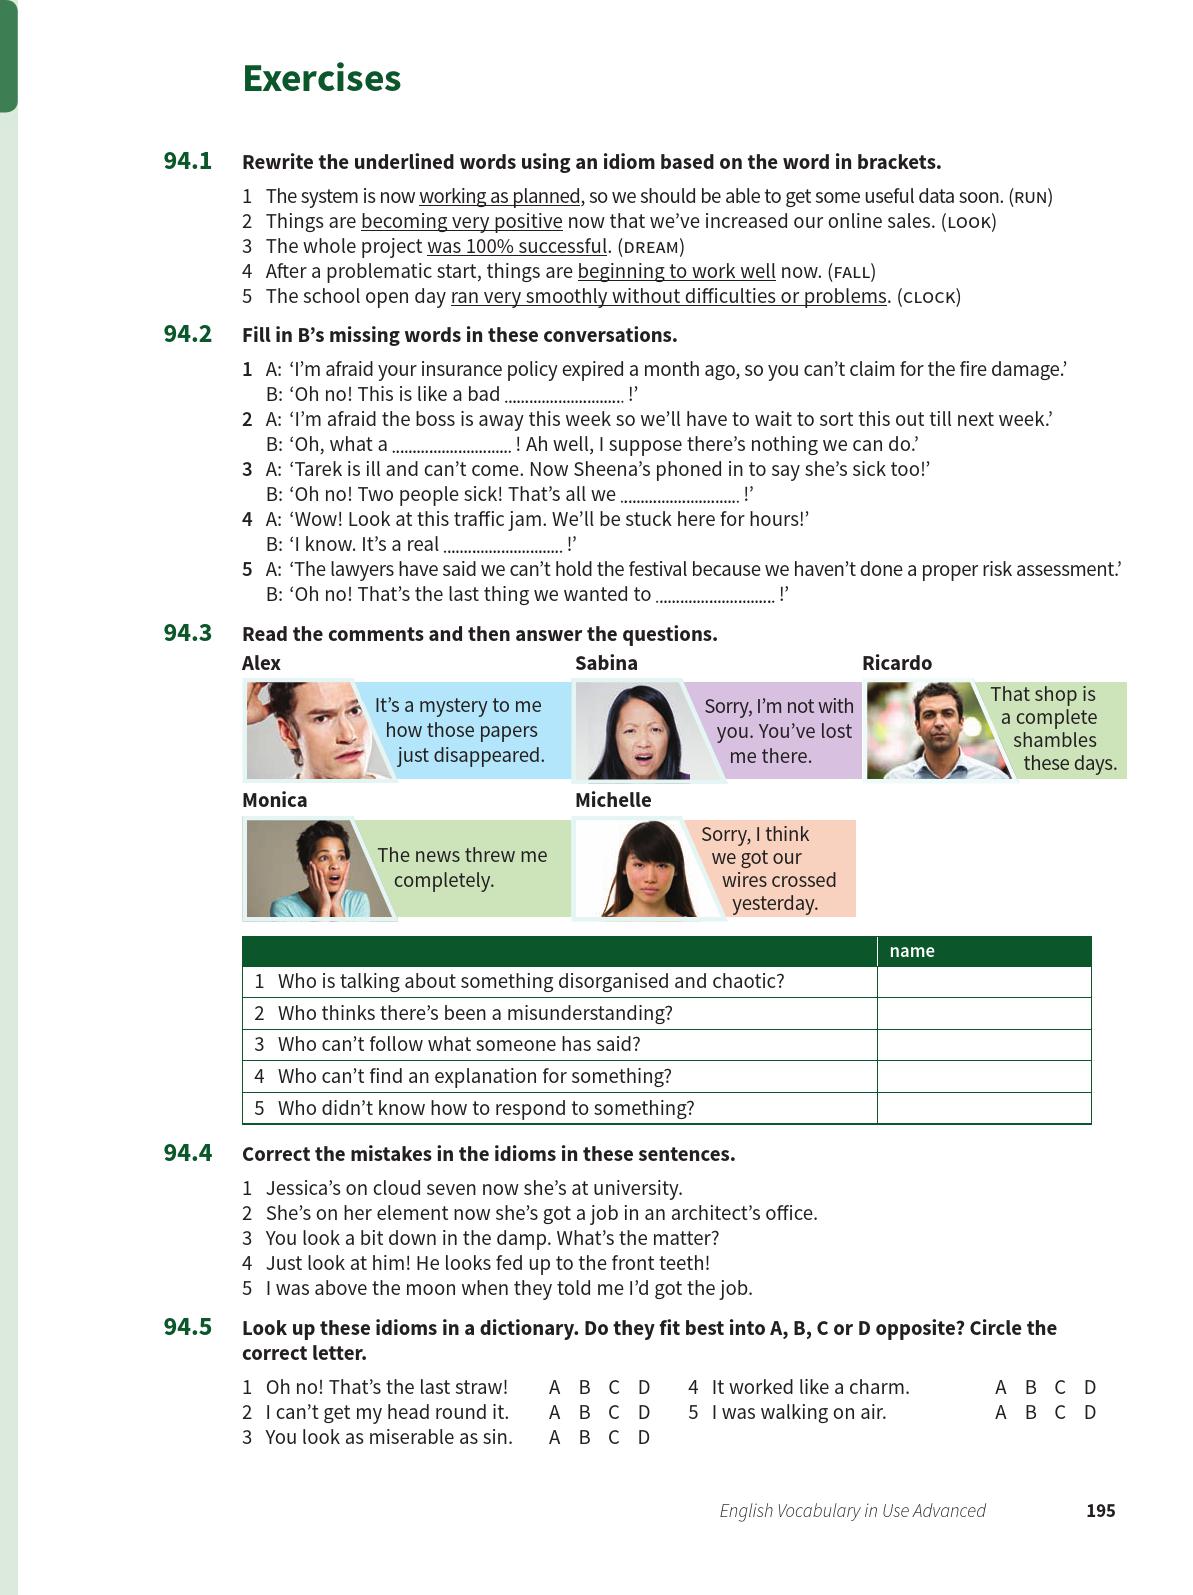 Exercises
94.1 Rewrite the underlined words using an idiom based on the word in brackets.
1 The system is now working as planned, so we should be able to get some useful data soon. (RUN)
2 Things are becoming very positive now that we’ve increased our online sales. (LOOK)
3 The whole project was 100% successful. (DREAM)
4 After a problematic start, things are beginning to work well now. (FALL)
5 The school open day ran very smoothly without difficulties or problems. (CLOCK)
94.2 Fill in B’s missing words in these conversations.
1 A: ‘I’m afraid your insurance policy expired a month ago, so you can’t claim for the fire damage.’
B: ‘Oh no! This is like a bad ............................. !’
2 A: ‘I’m afraid the boss is away this week so we’ll have to wait to sort this out till next week.’
B: ‘Oh, what a ............................. ! Ah well, I suppose there’s nothing we can do.’
3 A: ‘Tarek is ill and can’t come. Now Sheena’s phoned in to say she’s sick too!’
B: ‘Oh no! Two people sick! That’s all we ............................. !’
4 A: ‘Wow! Look at this traffic jam. We’ll be stuck here for hours!’
B: ‘I know. It’s a real ............................. !’
5 A: ‘The lawyers have said we can’t hold the festival because we haven’t done a proper risk assessment.’
B: ‘Oh no! That’s the last thing we wanted to ............................. !’
94.3 Read the comments and then answer the questions.
Alex
It’s a mystery to me
how those papers
just disappeared.
Sabina
Sorry, I’m not with
you. You’ve lost
me there.
Ricardo
That shop is
a complete
shambles
these days.
Monica
The news threw me
completely.
Michelle
Sorry, I think
we got our
wires crossed
yesterday.
name
1 Who is talking about something disorganised and chaotic?
2 Who thinks there’s been a misunderstanding?
3 Who can’t follow what someone has said?
4 Who can’t find an explanation for something?
5 Who didn’t know how to respond to something?
94.4 Correct the mistakes in the idioms in these sentences.
1 Jessica’s on cloud seven now she’s at university.
2 She’s on her element now she’s got a job in an architect’s office.
3 You look a bit down in the damp. What’s the matter?
4 Just look at him! He looks fed up to the front teeth!
5 I was above the moon when they told me I’d got the job.
94.5 Look up these idioms in a dictionary. Do they fit best into A, B, C or D opposite? Circle the
correct letter.
1 Oh no! That’s the last straw! A B C D 4 It worked like a charm. A B C D
2 I can’t get my head round it. A B C D 5 I was walking on air. A B C D
3 You look as miserable as sin. A B C D
English Vocabulary in Use Advanced 195